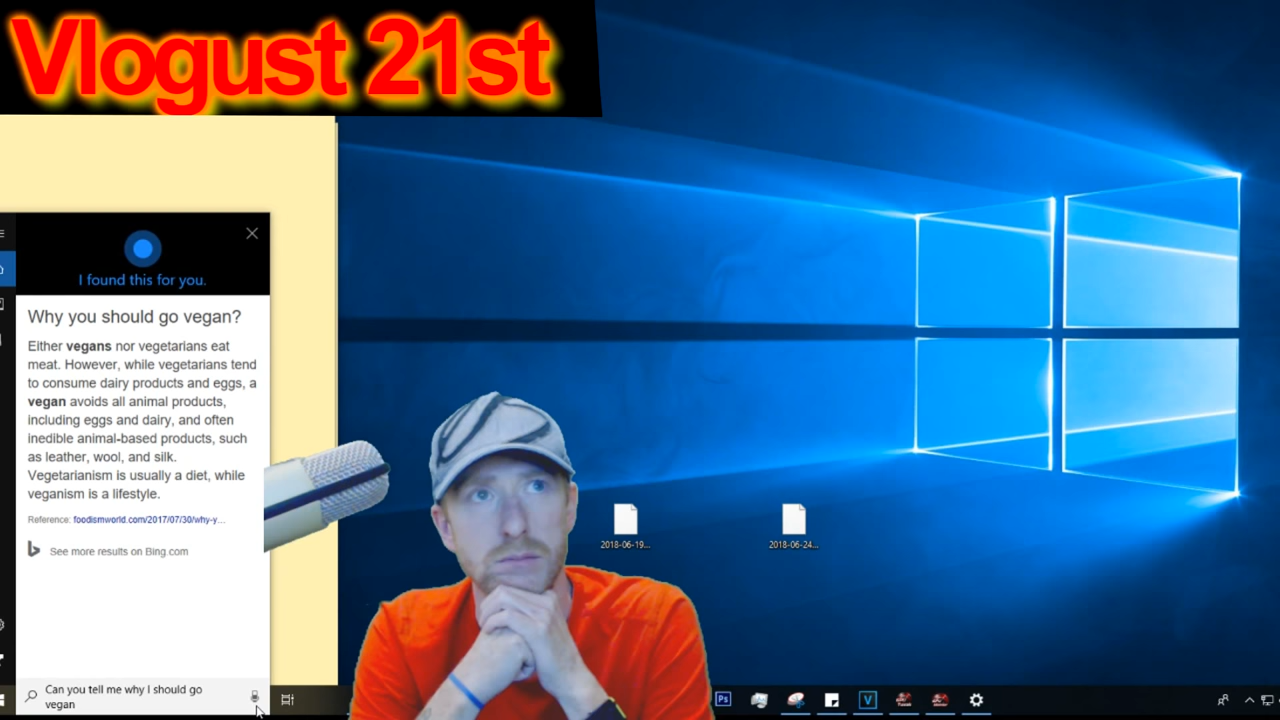 Vlogust 21st
I found this for you.
Why you should go vegan?
Either vegans nor vegetarians eat
meat. However, while vegetarians tend
to consume dairy products and eggs, a
vegan avoids all animal products,
including eggs and dairy, and often
inedible animal-based products, such
as leather, wool, and silk.
Vegetarianism is usually a diet, while
veganism is a lifestyle.
Reference: foodismworld.com/2017/07/30/why-y...
See more results on Bing.com
2018-06-19...
2018-06-24...
Can you tell me why I should go
vegan
Ps
V